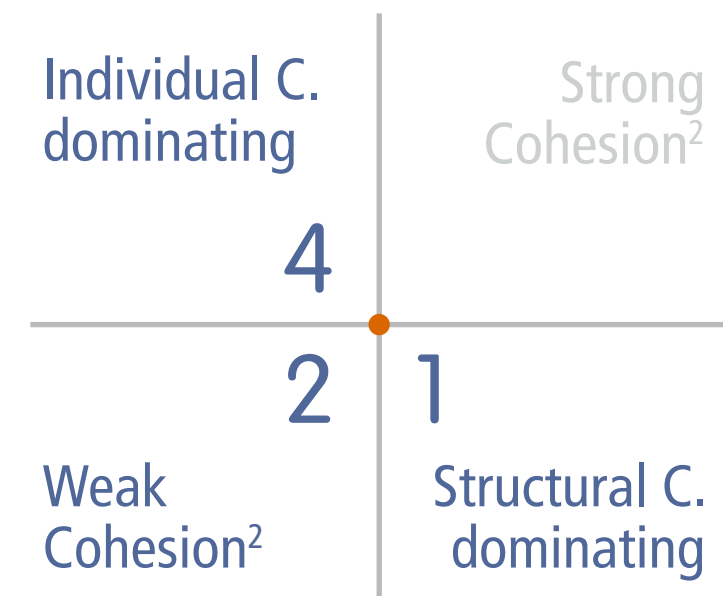 Individual C.
dominating
Strong
Cohesion²
4
2
1
Weak
Cohesion²
Structural C.
dominating